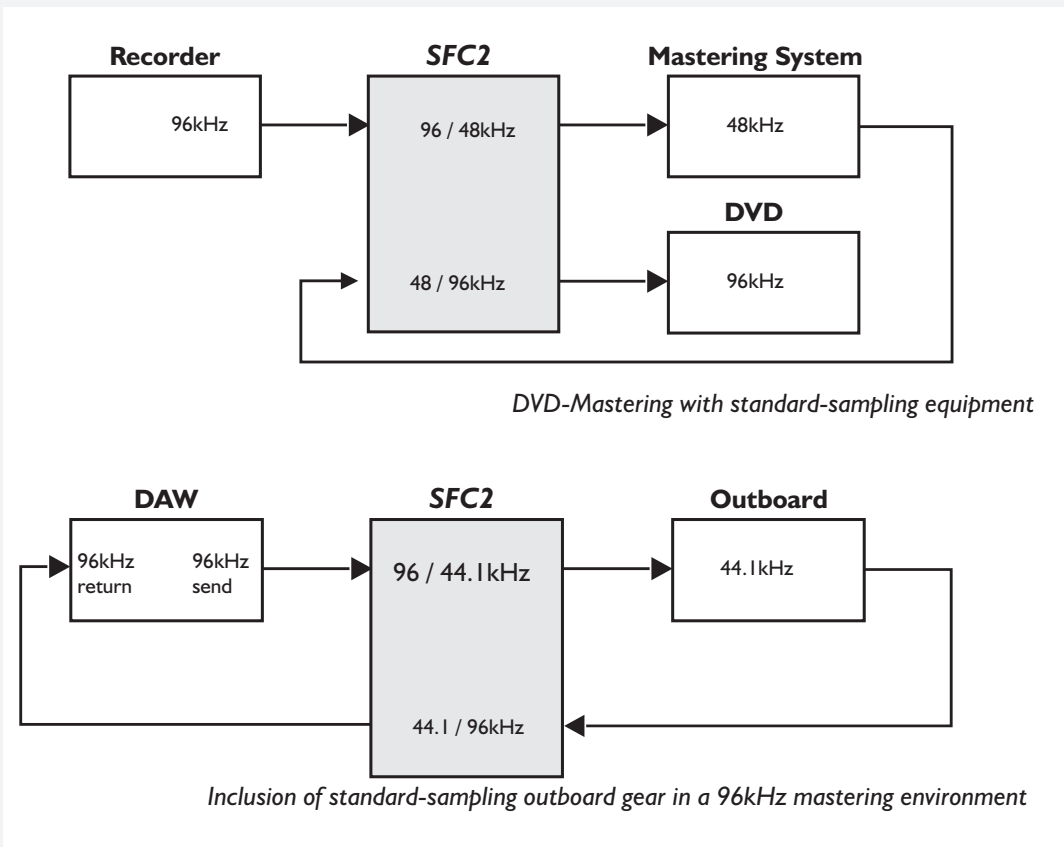 Recorder
SFC2
Mastering System
96kHz
96 / 48kHz
48kHz
DVD
48 / 96kHz
96kHz
DVD-Mastering with standard-sampling equipment
DAW
SFC2
Outboard
96kHz
return
96kHz
send
96 / 44.1kHz
44.1kHz
44.1 / 96kHz
Inclusion of standard-sampling outboard gear in a 96kHz mastering environment